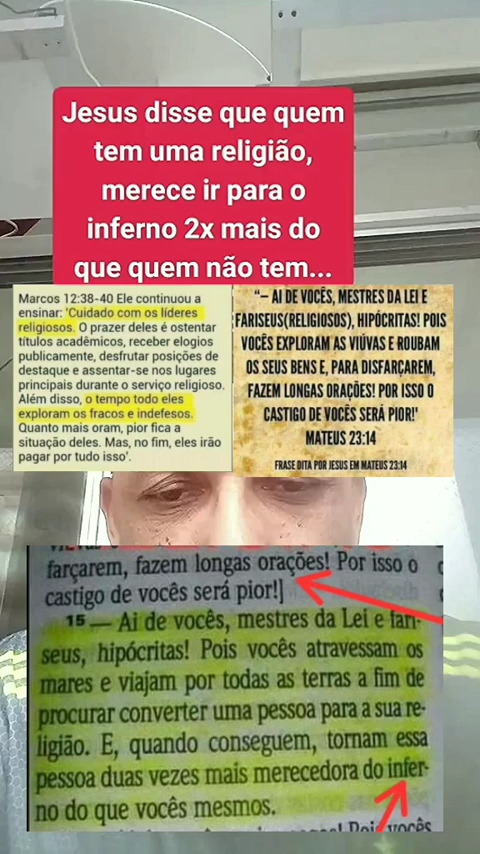 Jesus disse que quem
tem uma religião,
merece ir para o
inferno 2x mais do
que quem não tem...
Marcos 12:38-40 Ele continuou a
ensinar: 'Cuidado com os líderes
religiosos. O prazer deles é ostentar
títulos acadêmicos, receber elogios
publicamente, desfrutar posições de
destaque e assentar-se nos lugares
principais durante o serviço religioso.
Além disso, o tempo todo eles
exploram os fracos e indefesos.
Quanto mais oram, pior fica a
situação deles. Mas, no fim, eles irão
pagar por tudo isso'.
“– AI DE VOCÊS, MESTRES DA LEI E
FARISEUS(RELIGIOSOS), HIPÓCRITAS! POIS
VOCÊS EXPLORAM AS VIÚVAS E ROUBAM
OS SEUS BENS E, PARA DISFARÇAREM,
FAZEM LONGAS ORAÇÕES! POR ISSO O
CASTIGO DE VOCÊS SERÁ PIOR!'
MATEUS 23:14
FRASE DITA POR JESUS EM MATEUS 23:14
farçarem, fazem longas orações! Por isso o
castigo de vocês será pior!]
15 — Ai de vocês, mestres da Lei e fari-
seus, hipócritas! Pois vocês atravessam os
mares e viajam por todas as terras a fim de
procurar converter uma pessoa para a sua re-
ligião. E, quando conseguem, tornam essa
pessoa duas vezes mais merecedora do infer-
no do que vocês mesmos.
Pois vocês